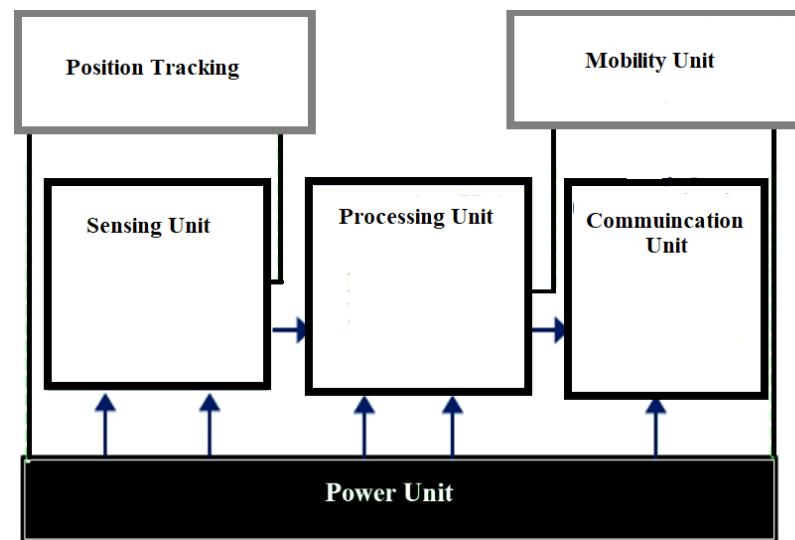 Position Tracking
Mobility Unit
Sensing Unit
Processing Unit
Commuincation
Unit
Power Unit